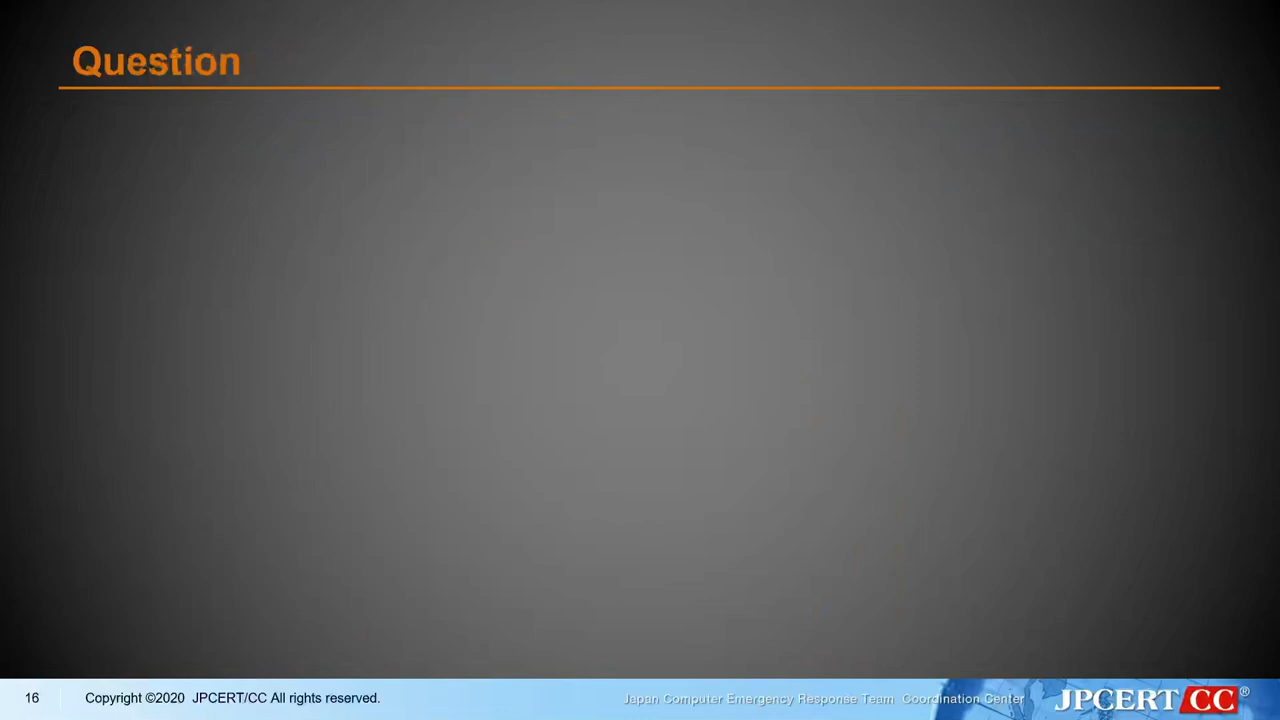 Question
16
Copyright ©2020 JPCERT/CC All rights reserved.
Japan Computer Emergency Response Team Coordination Center
JPCERT CC®